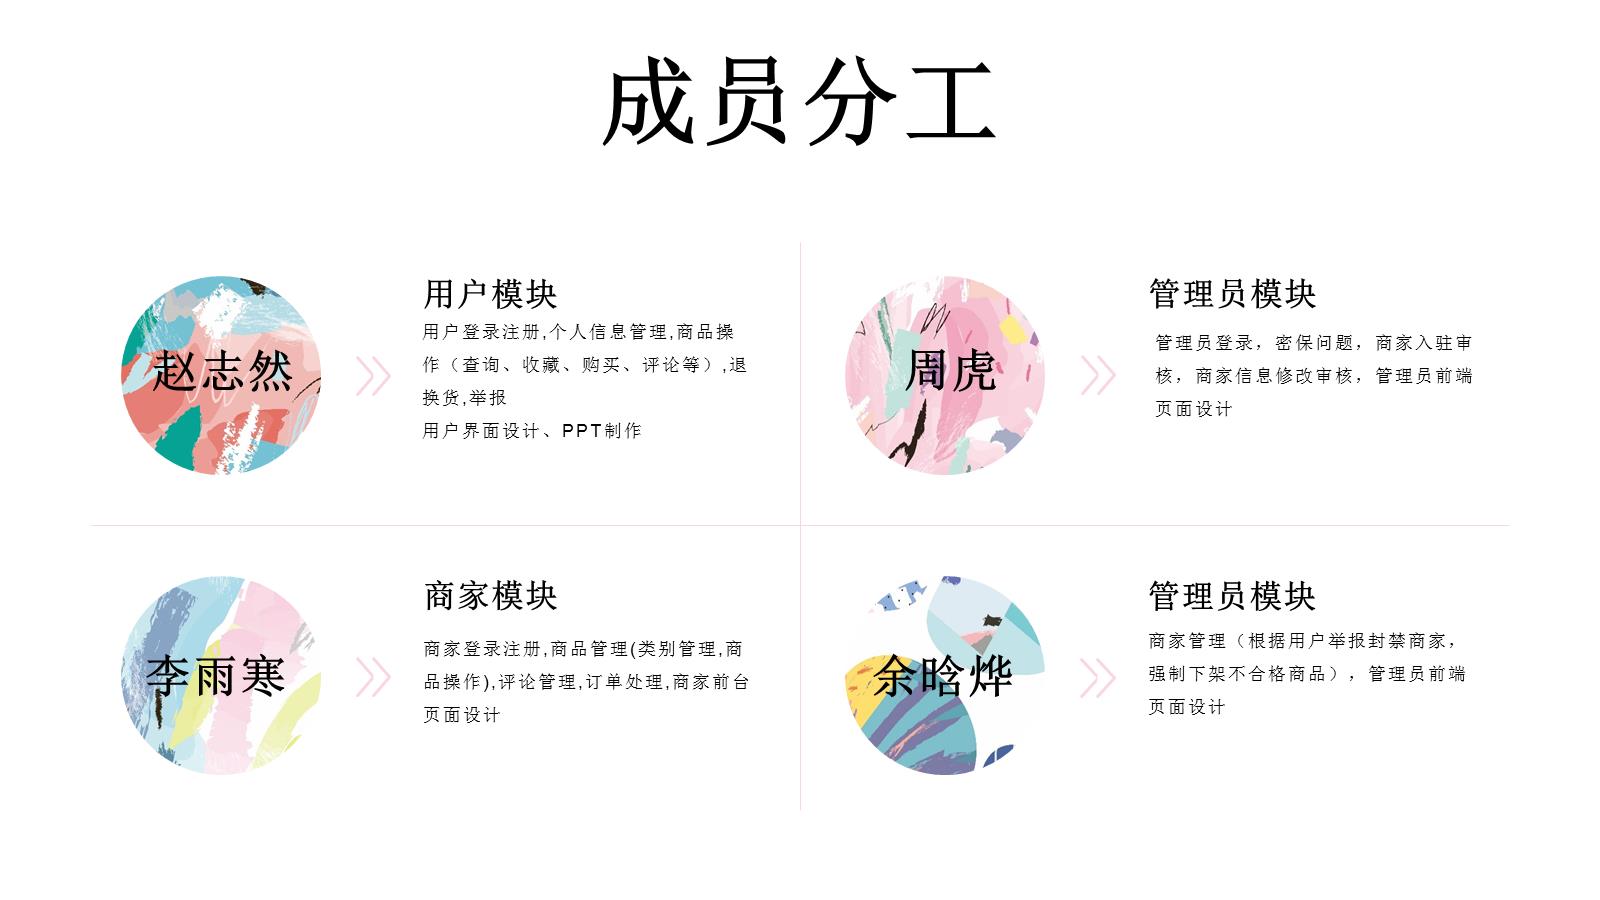 成员分工
赵志然
用户模块
用户登录注册,个人信息管理,商品操
作（查询、收藏、购买、评论等）,退
换货,举报
用户界面设计、PPT制作
周虎
管理员模块
管理员登录，密保问题，商家入驻审
核，商家信息修改审核，管理员前端
页面设计
李雨寒
商家模块
商家登录注册,商品管理(类别管理,商
品操作),评论管理,订单处理,商家前台
页面设计
余晗烨
管理员模块
商家管理（根据用户举报封禁商家，
强制下架不合格商品），管理员前端
页面设计